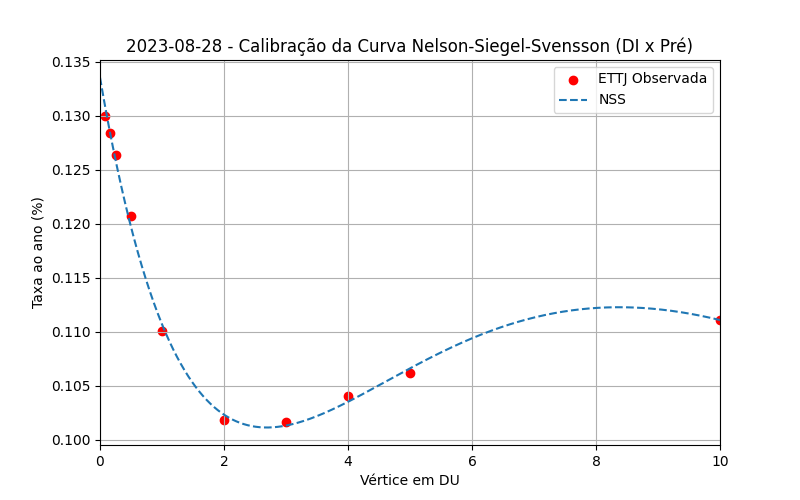 2023-08-28 - Calibração da Curva Nelson-Siegel-Svensson (DI x Pré)
ETTJ Observada
NSS
Taxa ao ano (%)
0.135
0.130
0.125
0.120
0.115
0.110
0.105
0.100
0 2 4 6 8 10
Vértice em DU